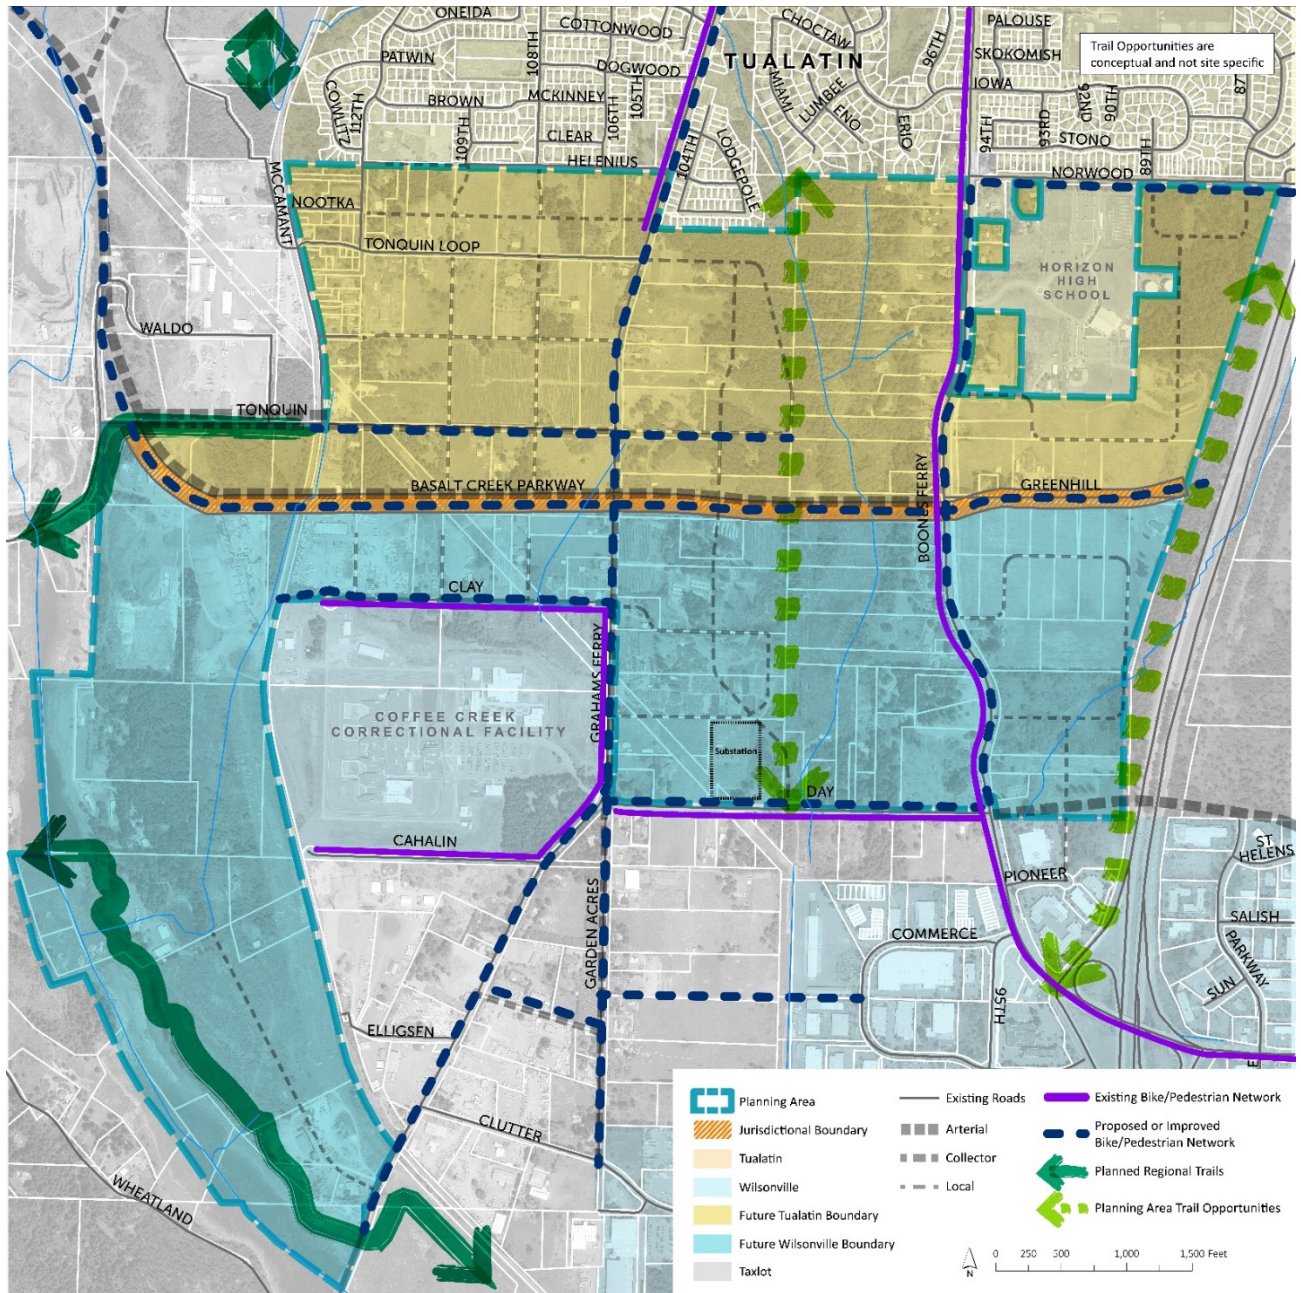 ONEIDA
COTTONWOOD
CHOCTAW
96TH
PALOUSE
SKOKOMISH
Trail Opportunities are
conceptual and not site specific
PATWIN
108TH
DOGWOOD
TUALATIN
IOWA
COWLITZ
112TH
BROWN
MCKINNEY
105TH
106TH
MIAMI
LUMBEE
ENO
ERIO
94TH
93RD
92ND
90TH
87T
109TH
CLEAR
HELENIUS
104TH
LODGEPOLE
STONO
89TH
NORWOOD
MCCAMANT
NOOTKA
TONQUIN LOOP
HORIZON
HIGH
SCHOOL
WALDO
TONQUIN
BASALT CREEK PARKWAY
BOONES FERRY
GREENHILL
CLAY
GRAHAMS FERRY
COFFEE CREEK
CORRECTIONAL FACILITY
Substation
DAY
CAHALIN
PIONEER
ST
HELENS
GARDEN ACRES
COMMERCE
SALISH
PARKWAY
SUN
95TH
ELLIGSEN
E
CLUTTER
WHEATLAND
Planning Area
Jurisdictional Boundary
Tualatin
Wilsonville
Future Tualatin Boundary
Future Wilsonville Boundary
Taxlot
Existing Roads
Arterial
Collector
Local
Existing Bike/Pedestrian Network
Proposed or Improved
Bike/Pedestrian Network
Planned Regional Trails
Planning Area Trail Opportunities
N
0 250 500 1,000 1,500 Feet